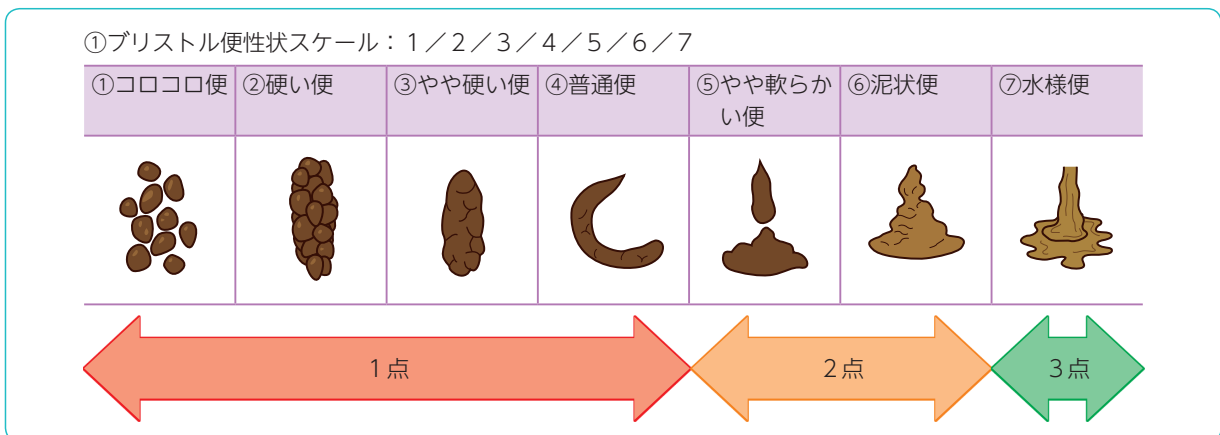 ①ブリストル便性状スケール：１／２／３／４／５／６／７
①コロコロ便 ②硬い便 ③やや硬い便 ④普通便 ⑤やや軟らか ⑥泥状便 ⑦水様便
い便
１点 ２点 ３点